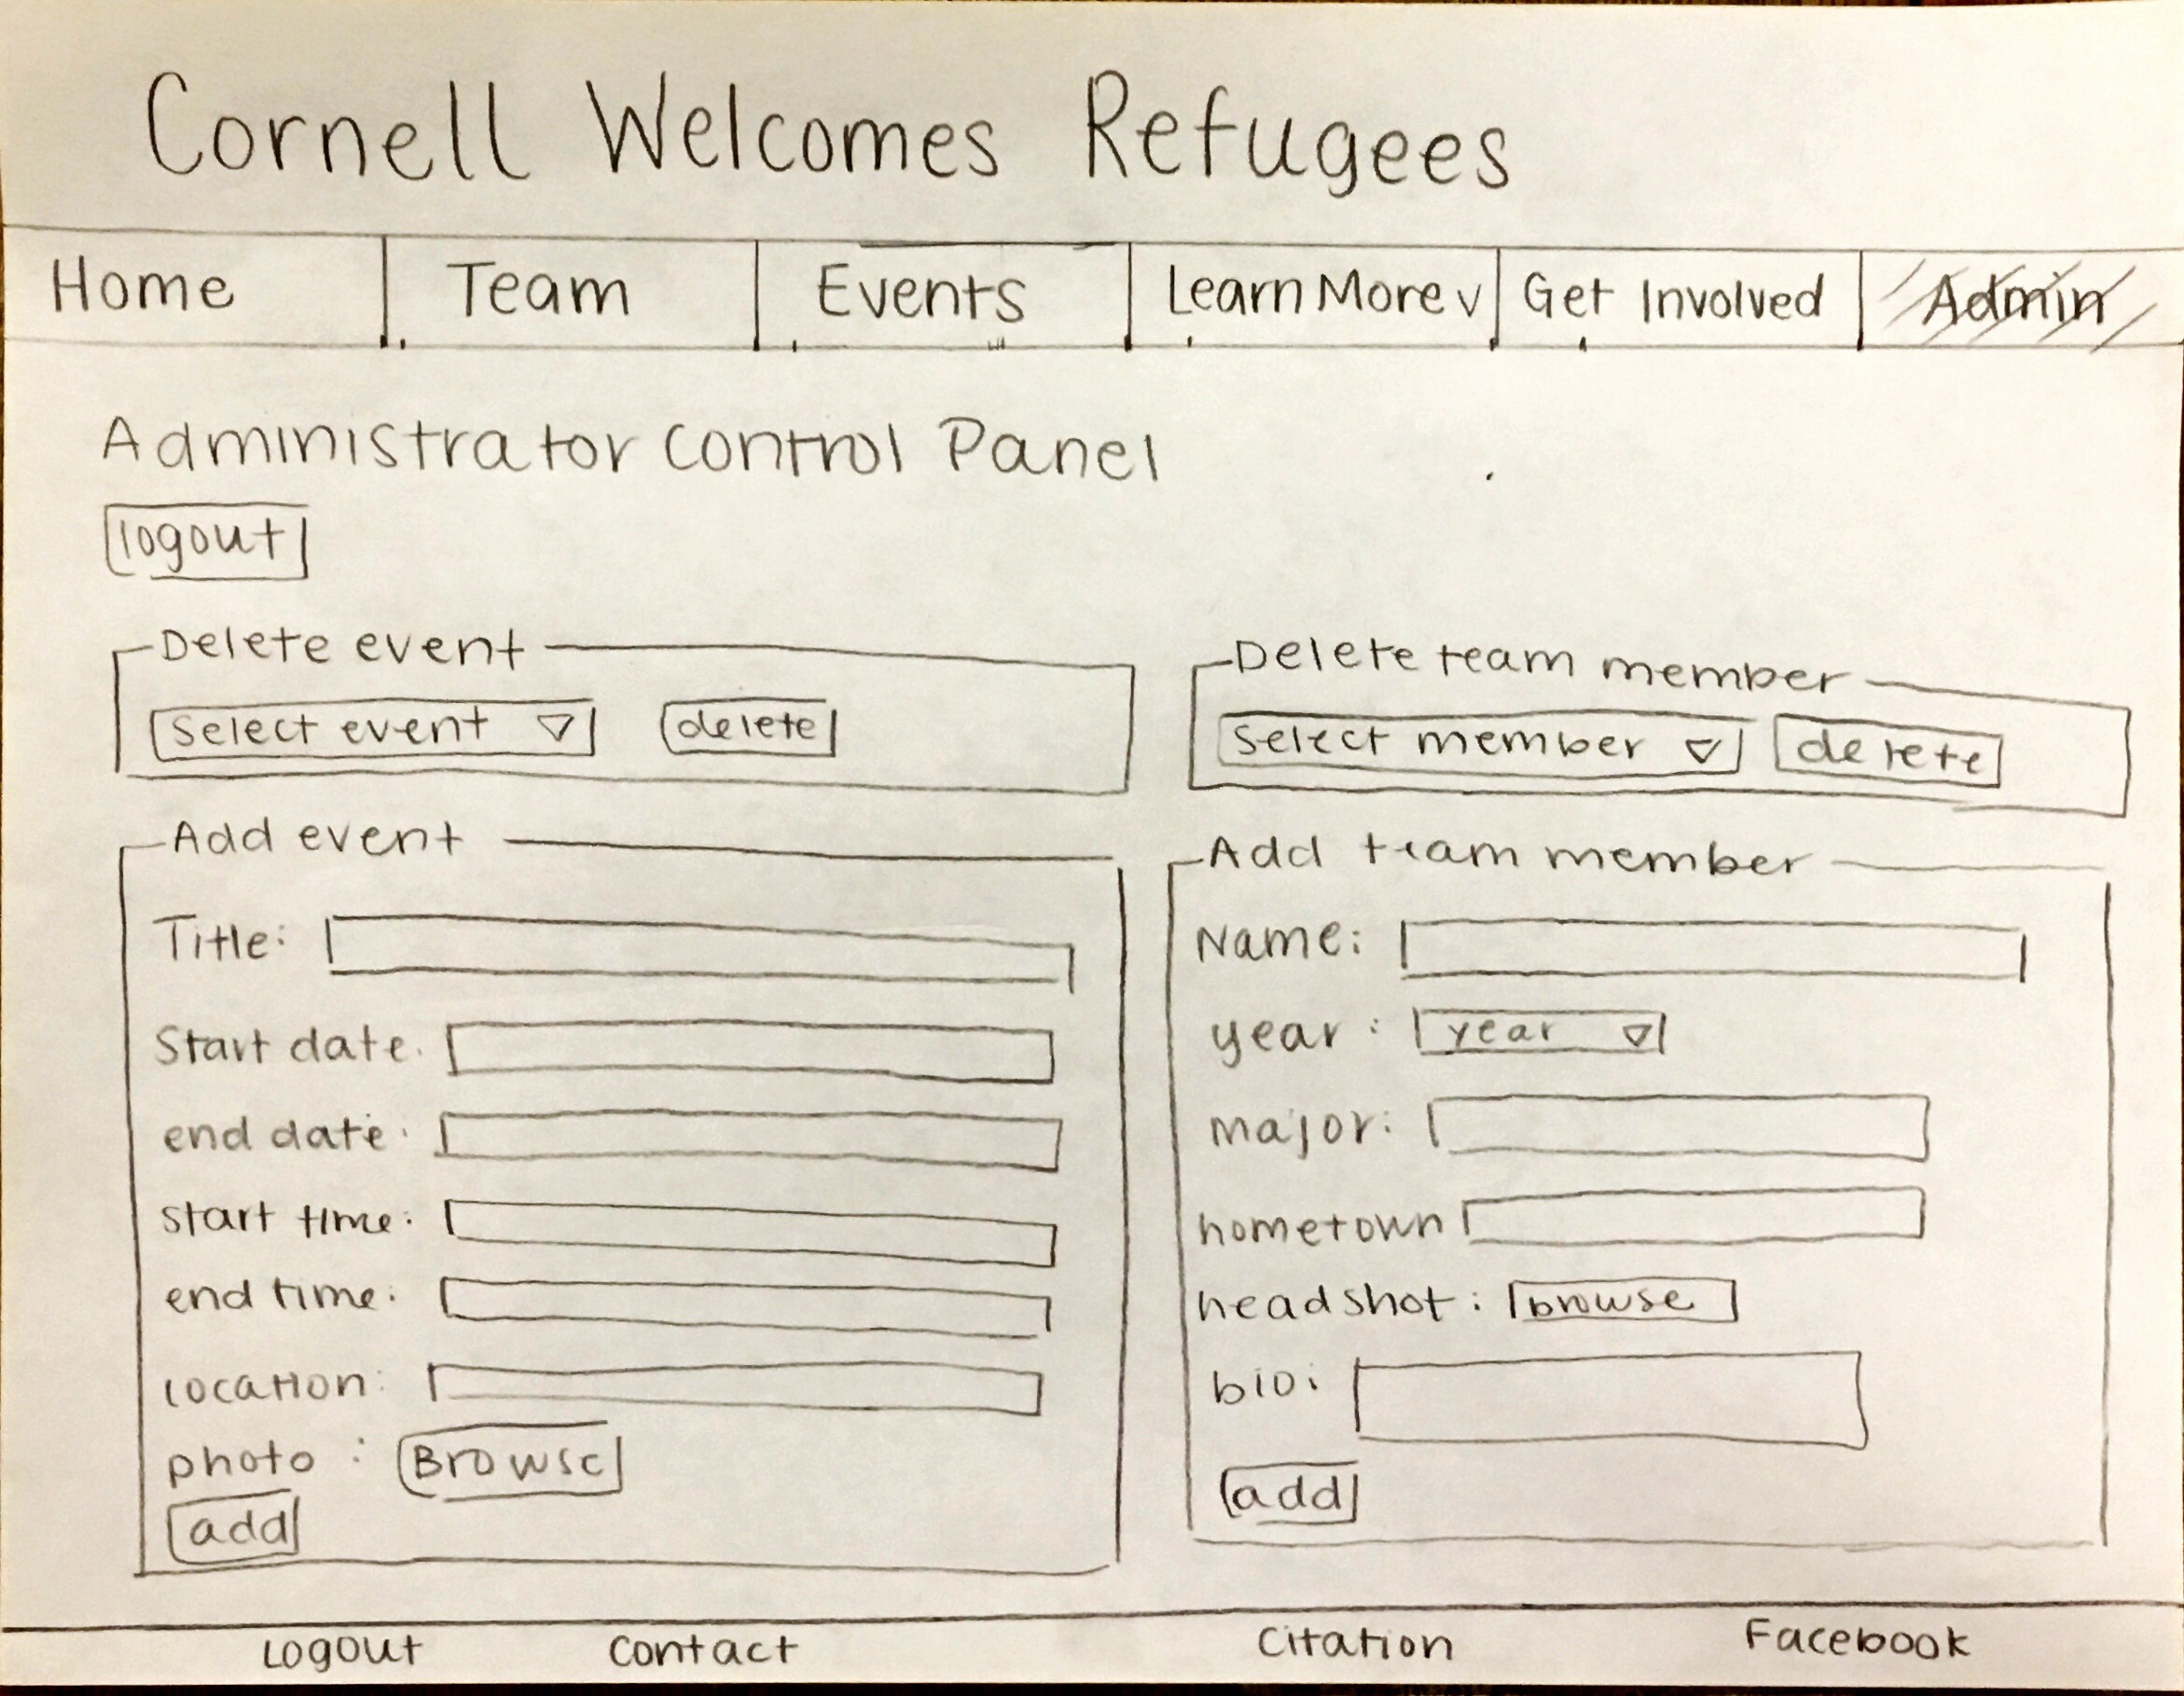 Cornell Welcomes Refugees
Home Team Events Learn More v Get Involved Admin
Administrator Control Panel
logout
Delete event
Select event ▽ delete
Delete team member
Select member ▽ delete
Add event
Title:
Start date:
end date:
start time:
end time:
location:
photo : Browse
add
Add team member
Name:
year : year ▽
major:
hometown
headshot: browse
bio:
add
Logout Contact Citation Facebook